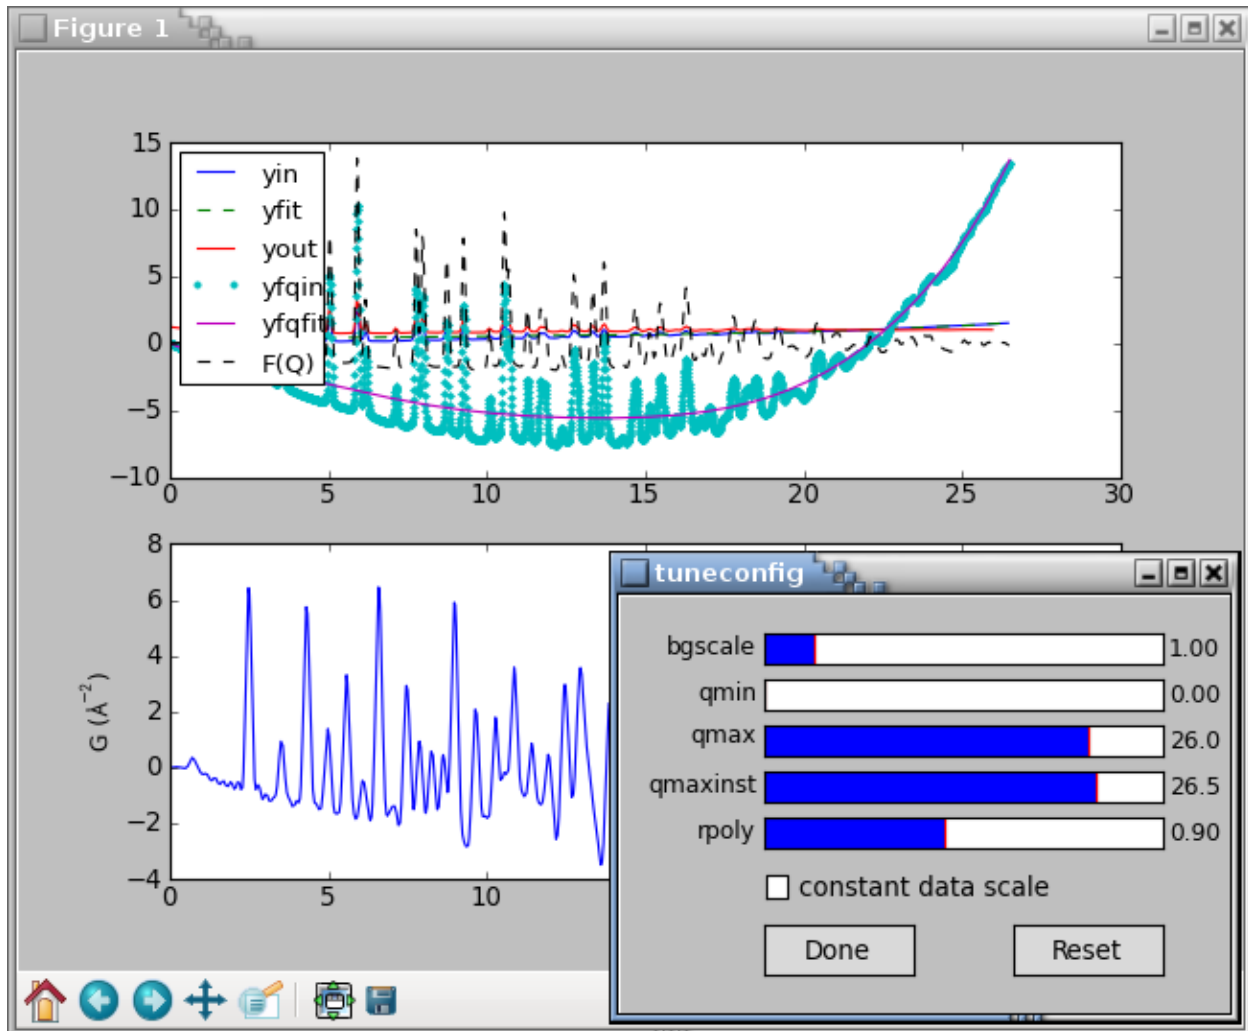 Figure 1
15
10
5
0
−5
−10
yin
yfit
yout
yfqin
yfqfit
F(Q)
0 5 10 15 20 25 30
8
6
4
2
0
−2
−4
G (Å⁻²)
0 5 10
tuneconfig
bgscale 1.00
qmin 0.00
qmax 26.0
qmaxinst 26.5
rpoly 0.90
constant data scale
Done Reset